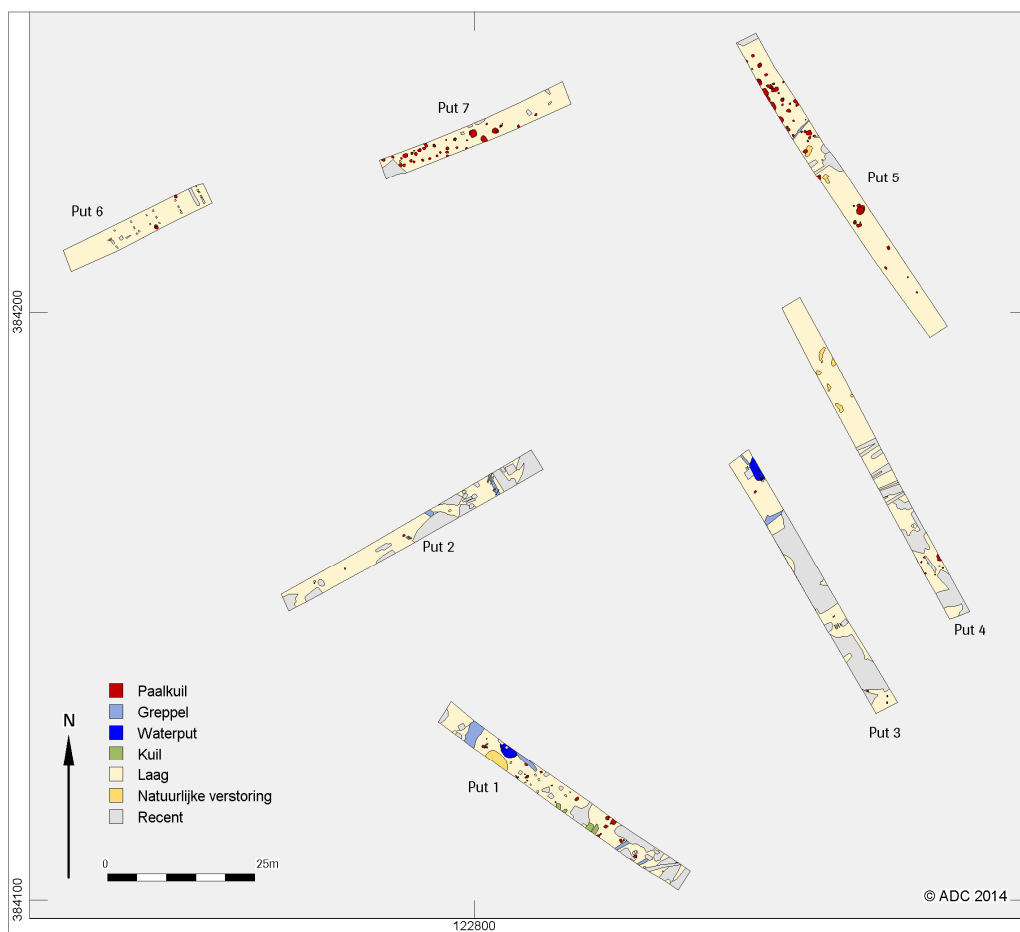 Put 7
Put 5
Put 6
384200
Put 2
Put 4
Put 3
Put 1
Paalkuil
Greppel
Waterput
Kuil
Laag
Natuurlijke verstoring
Recent
N
0 25m
© ADC 2014
384100
122800